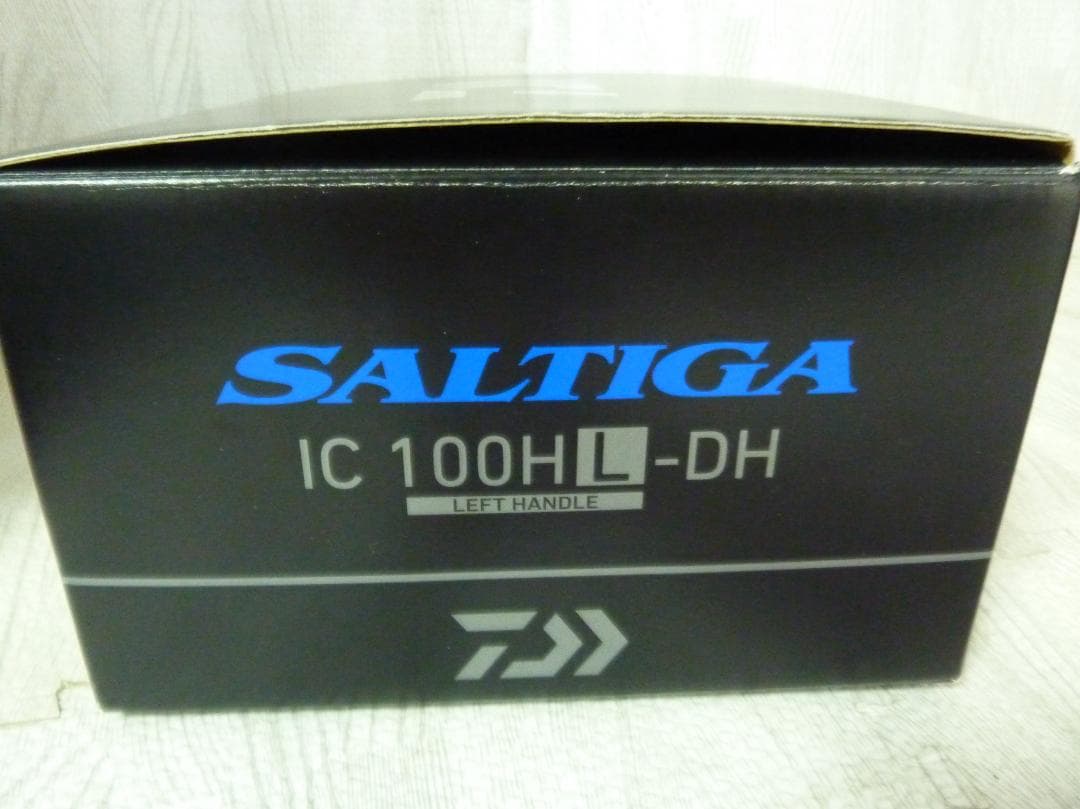 SALTIGA
IC 100HL-DH
LEFT HANDLE